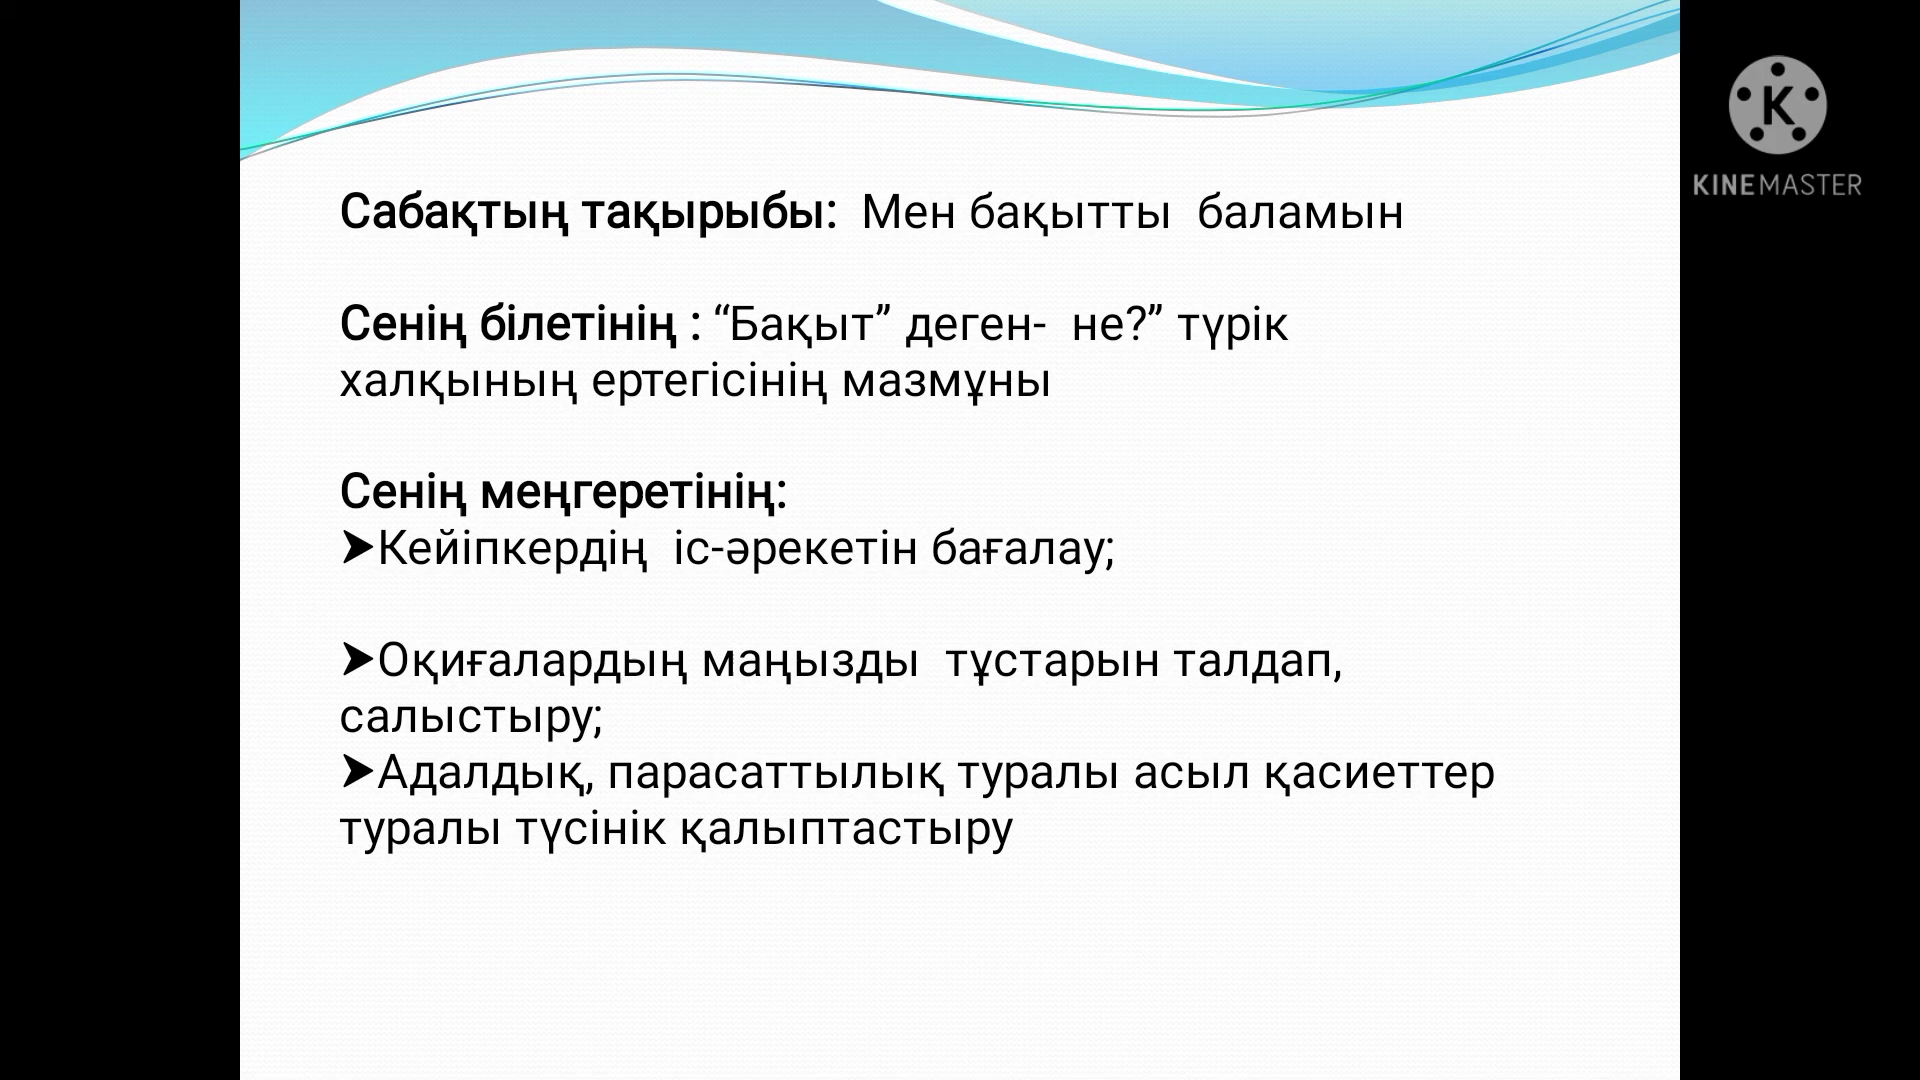 Сабақтың тақырыбы: Мен бақытты баламын
Сенің білетінің : “Бақыт” деген- не?” түрік
халқының ертегісінің мазмұны
Сенің меңгеретінің:
➤Кейіпкердің іс-әрекетін бағалау;
➤Оқиғалардың маңызды тұстарын талдап,
салыстыру;
➤Адалдық, парасаттылық туралы асыл қасиеттер
туралы түсінік қалыптастыру
K
KINEMASTER